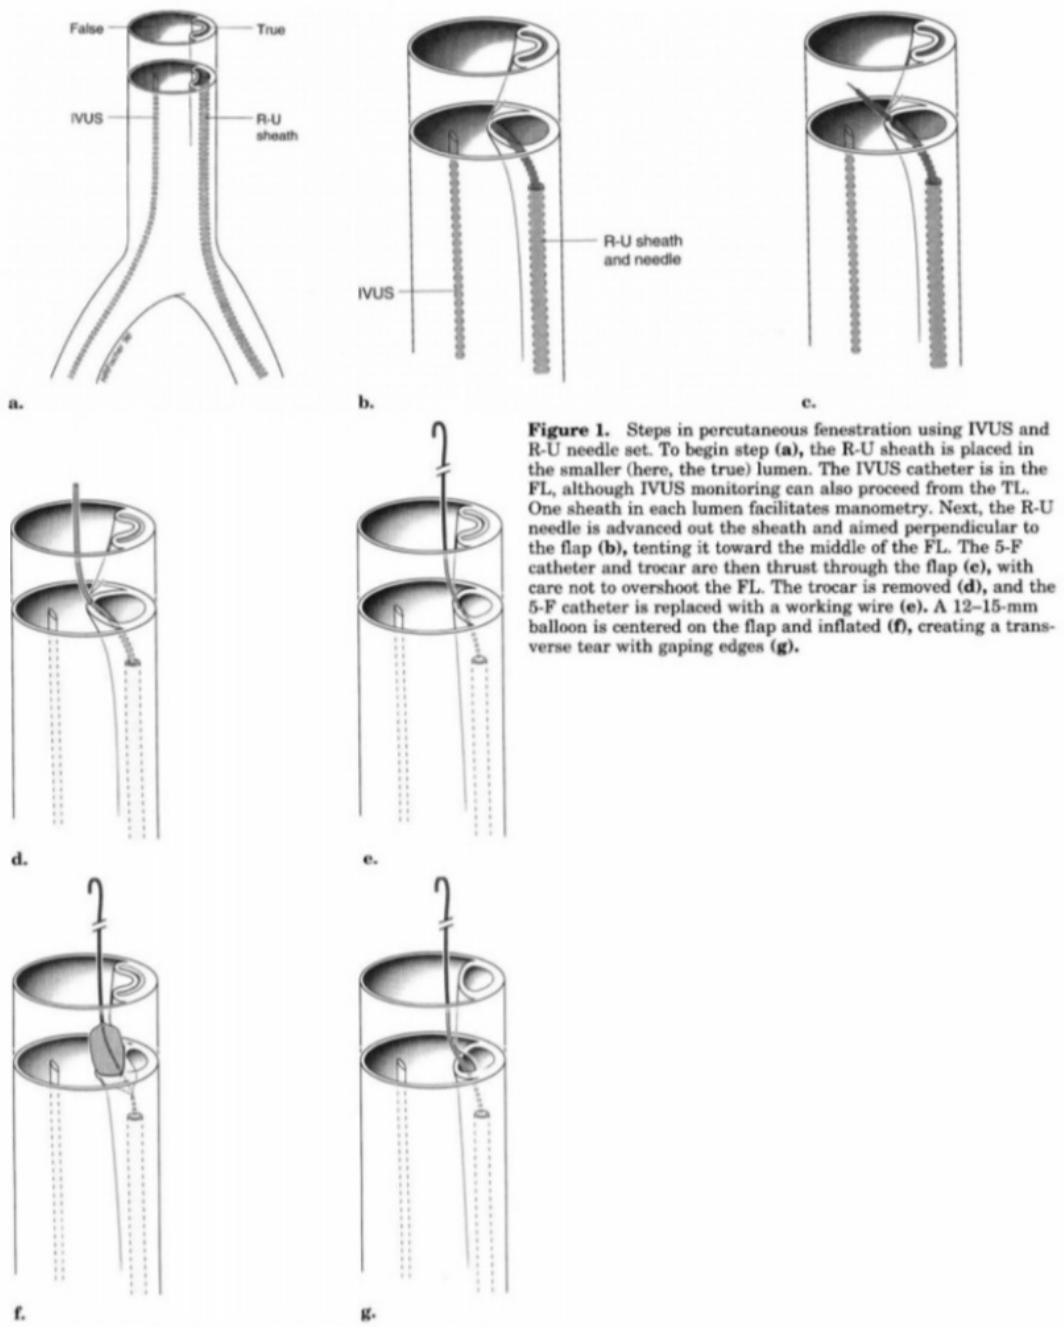 False
True
IVUS
R-U
sheath
a.
R-U sheath
and needle
IVUS
b.
c.
Figure 1. Steps in percutaneous fenestration using IVUS and
R-U needle set. To begin step (a), the R-U sheath is placed in
the smaller (here, the true) lumen. The IVUS catheter is in the
FL, although IVUS monitoring can also proceed from the TL.
One sheath in each lumen facilitates manometry. Next, the R-U
needle is advanced out the sheath and aimed perpendicular to
the flap (b), tenting it toward the middle of the FL. The 5-F
catheter and trocar are then thrust through the flap (c), with
care not to overshoot the FL. The trocar is removed (d), and the
5-F catheter is replaced with a working wire (e). A 12–15-mm
balloon is centered on the flap and inflated (f), creating a trans-
verse tear with gaping edges (g).
d.
e.
f.
g.